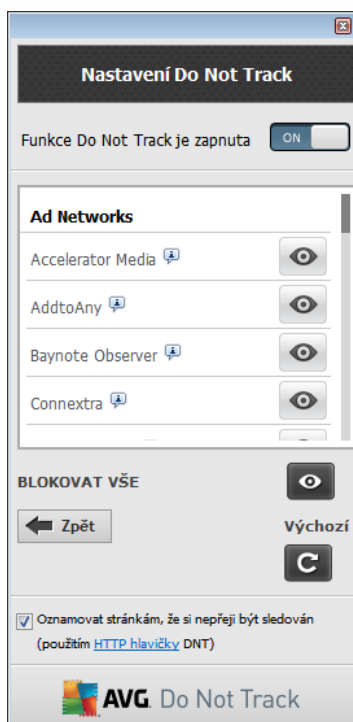 Nastavení Do Not Track
Funkce Do Not Track je zapnuta
ON
Ad Networks
Accelerator Media
AddtoAny
Baynote Observer
Connextra
BLOKOVAT VŠE
Zpět
Výchozí
Oznamovat stránkám, že si nepřeji být sledován
(použitím HTTP hlavičky DNT)
AVG. Do Not Track